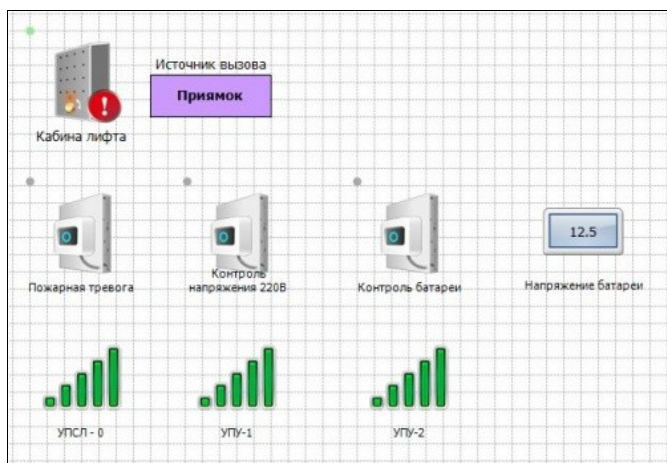 Источник вызова
Приямок
Кабина лифта
Пожарная тревога
Контроль
напряжения 220В
Контроль батареи
12.5
Напряжение батареи
УПСЛ - 0
УПУ-1
УПУ-2